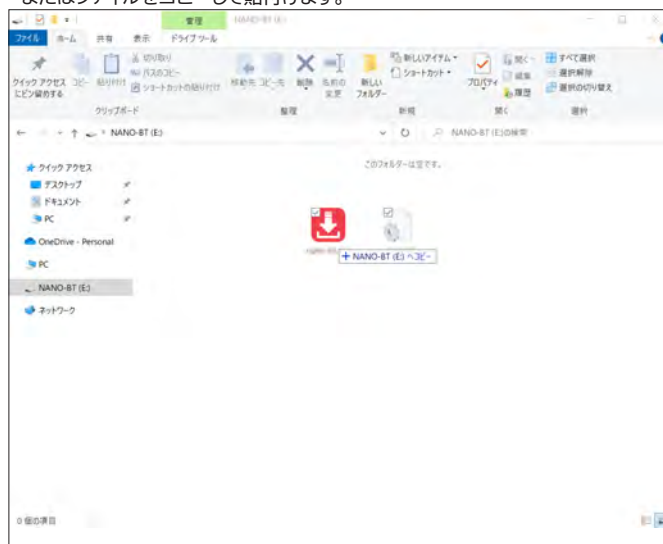 またはファイルをコピーして貼付けます。
管理
NANO-BT (E:)
ファイル ホーム 共有 表示 ドライブ ツール
クイック アクセスにピン留めする
コピー
貼り付け
切り取り
パスのコピー
ショートカットの貼り付け
移動先 コピー先 削除 名前の変更
新しいフォルダー
新しいアイテム
ショートカット
プロパティ
開く
編集
履歴
すべて選択
選択解除
選択の切り替え
クリップボード 整理 新規 開く 選択
NANO-BT (E:)
NANO-BT (E:)の検索
このフォルダーは空です。
クイック アクセス
デスクトップ
ドキュメント
PC
OneDrive - Personal
PC
NANO-BT (E:)
ネットワーク
NANO-BT (E:) へコピー
0 個の項目